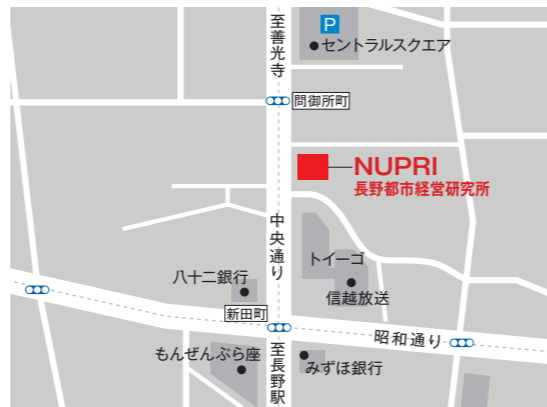 至善光寺
P
セントラルスクエア
問御所町
NUPRI
長野都市経営研究所
中央通り
トイーゴ
八十二銀行
信越放送
新田町
昭和通り
もんぜんぷら座
至長野駅
みずほ銀行